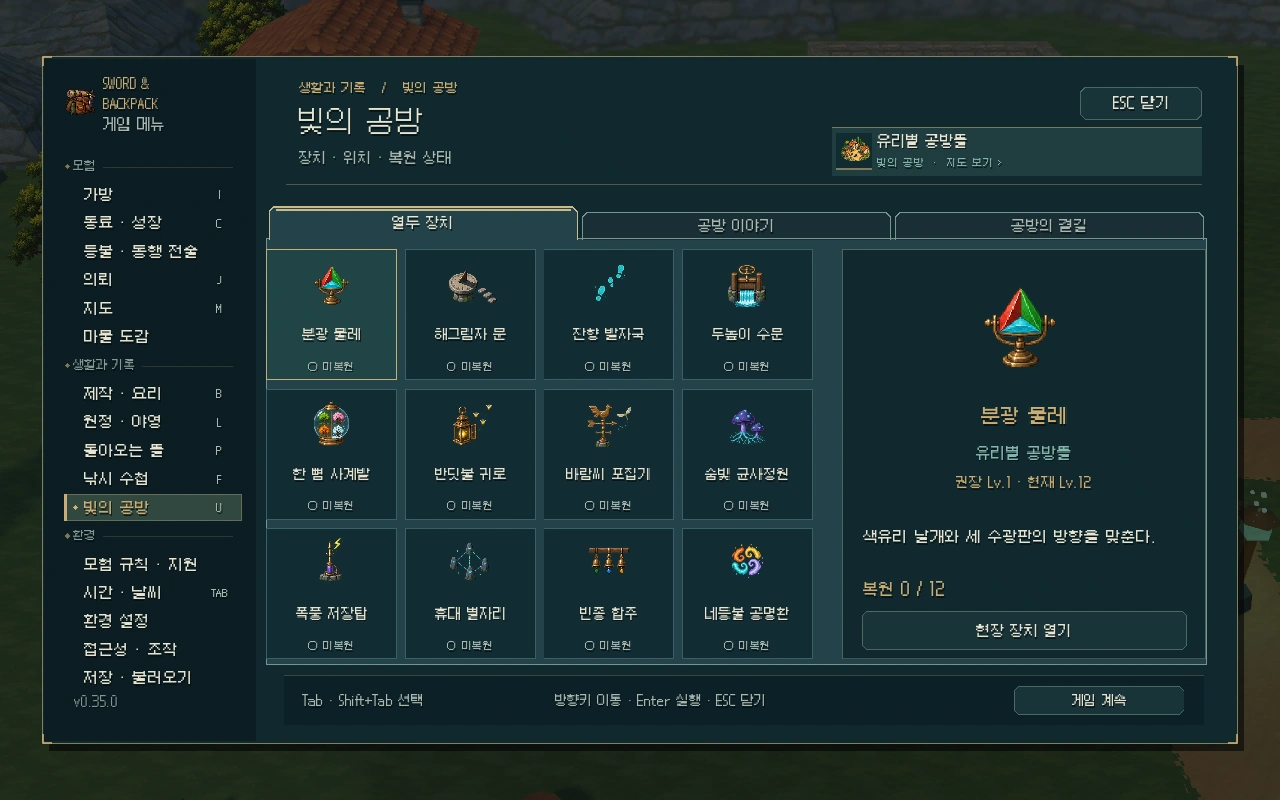 SWORD &
BACKPACK
게임 메뉴
모험
가방 I
동료 · 성장 C
등불 · 동행 전술
의뢰 J
지도 M
마물 도감
생활과 기록
제작 · 요리 B
원정 · 야영 L
돌아오는 뜰 P
낚시 수첩 F
빛의 공방 U
환경
모험 규칙 · 지원
시간 · 날씨 TAB
환경 설정
접근성 · 조작
저장 · 불러오기
v0.35.0
생활과 기록 / 빛의 공방
빛의 공방
장치 · 위치 · 복원 상태
ESC 닫기
유리별 공방뜰
빛의 공방 · 지도 보기 ›
열두 장치
공방 이야기
공방의 곁길
분광 물레
미복원
해그림자 문
미복원
잔향 발자국
미복원
두높이 수문
미복원
한 뼘 사계밭
미복원
반딧불 귀로
미복원
바람씨 포집기
미복원
숨빛 균사정원
미복원
폭풍 저장탑
미복원
휴대 별자리
미복원
빈종 합주
미복원
네등불 공명환
미복원
분광 물레
유리별 공방뜰
권장 Lv.1 · 현재 Lv.12
색유리 날개와 세 수광판의 방향을 맞춘다.
복원 0 / 12
현장 장치 열기
Tab · Shift+Tab 선택
방향키 이동 · Enter 실행 · ESC 닫기
게임 계속